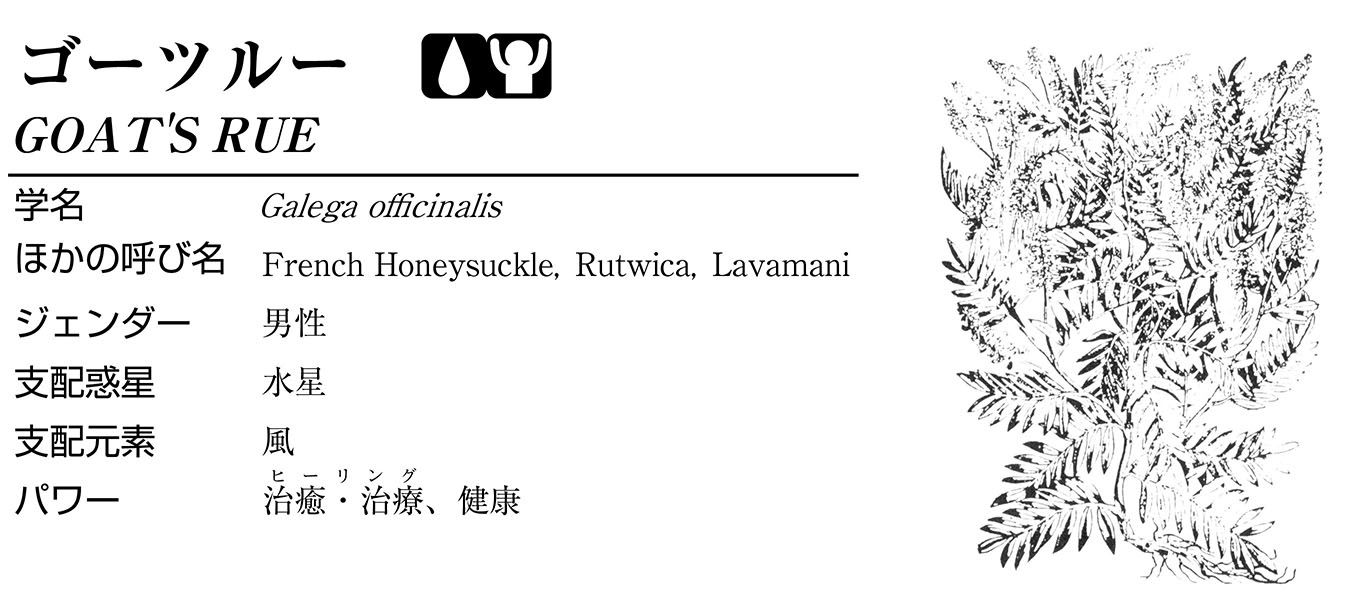 ゴーツルー
GOAT'S RUE
学名 Galega officinalis
ほかの呼び名 French Honeysuckle, Rutwica, Lavamani
ジェンダー 男性
支配惑星 水星
支配元素 風
ヒーリング
パワー 治癒・治療、健康